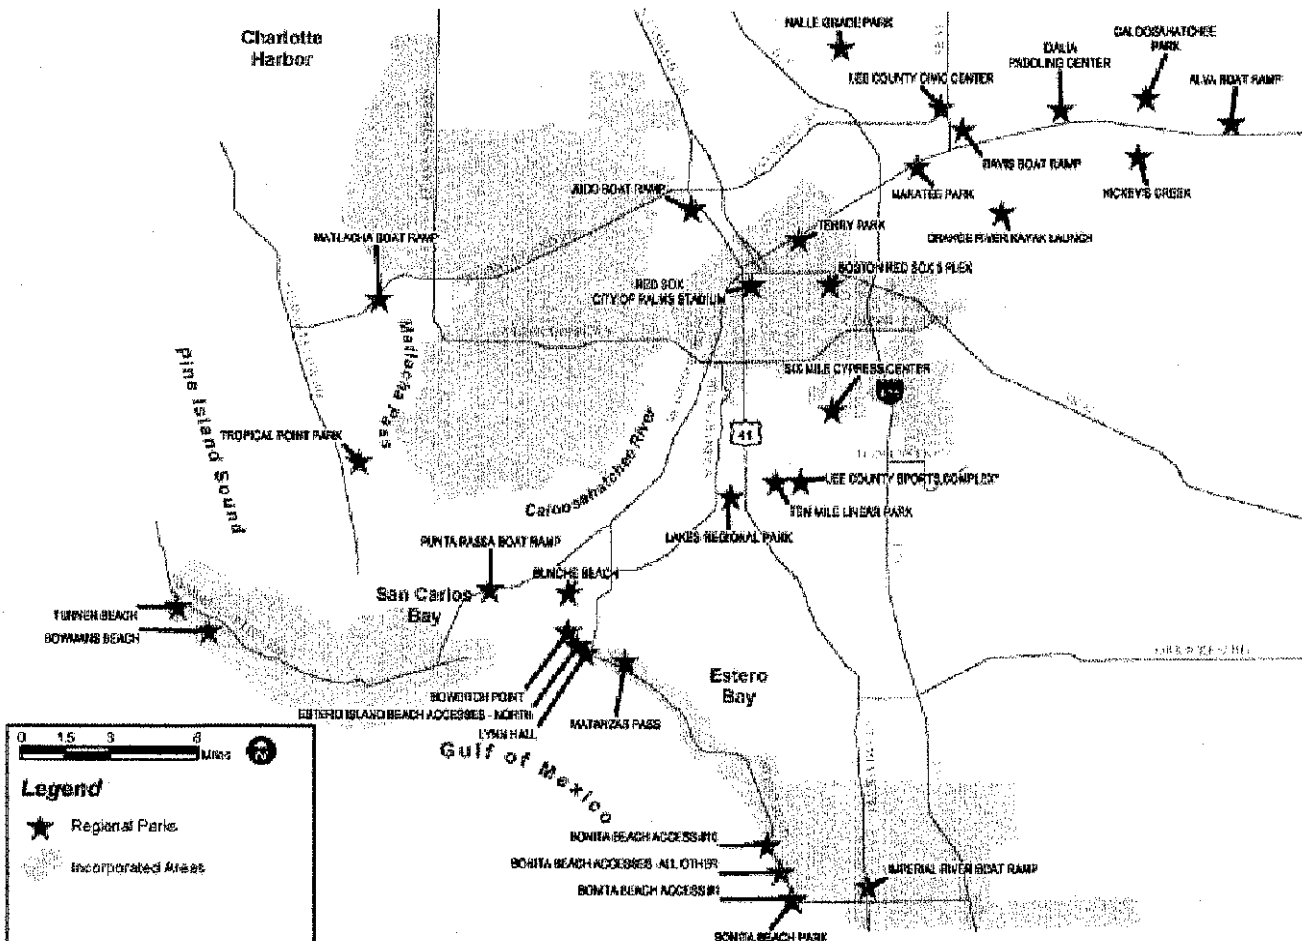 Charlotte
Harbor
NALLE GRADE PARK
CALOOSAHATCHEE
PARK
PADDLING CENTER
LEE COUNTY CIVIC CENTER
ALVA BOAT RAMP
DAVIS BOAT RAMP
MANATEE PARK
HICKEY'S CREEK
ORANGE RIVER KAYAK LAUNCH
JUDD BOAT RAMP
TERRY PARK
MATLACHA BOAT RAMP
BOSTON RED SOX 5 PLEX
RED SOX
CITY OF PALMS STADIUM
Matlacha Pass
Pine Island Sound
SIX MILE CYPRESS CENTER
41
TROPICAL POINT PARK
Caloosahatchee River
LEE COUNTY SPORTS COMPLEX
TEN MILE LINEAR PARK
LAKES REGIONAL PARK
PUNTA RASSA BOAT RAMP
BUNCHE BEACH
San Carlos
Bay
TURNER BEACH
BOWMANS BEACH
Estero
Bay
BOWDITCH POINT
ESTERO ISLAND BEACH ACCESSES - NORTH
LYNN HALL
MATANZAS PASS
Gulf of Mexico
0 1.5 3 6
Miles
Legend
Regional Parks
Incorporated Areas
BONITA BEACH ACCESS #10
BONITA BEACH ACCESSES - ALL OTHER
BONITA BEACH ACCESS #1
IMPERIAL RIVER BOAT RAMP
BONITA BEACH PARK